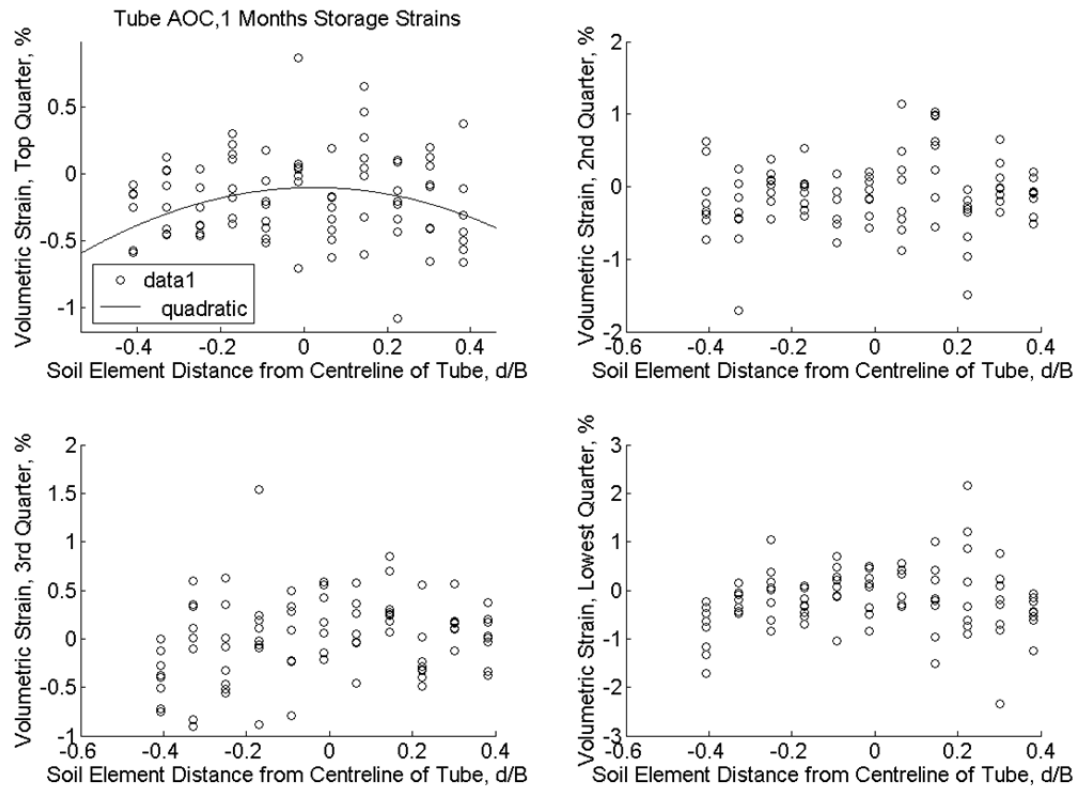 Tube AOC,1 Months Storage Strains
Volumetric Strain, Top Quarter, %
0.5
0
-0.5
-1
data1
quadratic
-0.4 -0.2 0 0.2 0.4
Soil Element Distance from Centreline of Tube, d/B
Volumetric Strain, 2nd Quarter, %
2
1
0
-1
-2
-0.6 -0.4 -0.2 0 0.2 0.4
Soil Element Distance from Centreline of Tube, d/B
Volumetric Strain, 3rd Quarter, %
2
1.5
1
0.5
0
-0.5
-1
-0.6 -0.4 -0.2 0 0.2 0.4
Soil Element Distance from Centreline of Tube, d/B
Volumetric Strain, Lowest Quarter, %
3
2
1
0
-1
-2
-3
-0.6 -0.4 -0.2 0 0.2 0.4
Soil Element Distance from Centreline of Tube, d/B